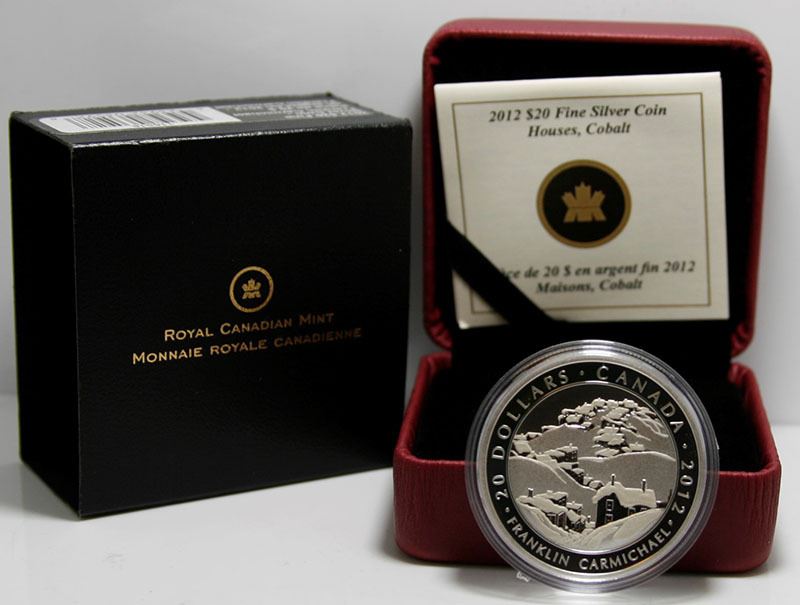 ROYAL CANADIAN MINT
MONNAIE ROYALE CANADIENNE
2012 $20 Fine Silver Coin
Houses, Cobalt
de 20 $ en argent fin 2012
Maisons, Cobalt
20 DOLLARS • CANADA • 2012
• FRANKLIN CARMICHAEL •